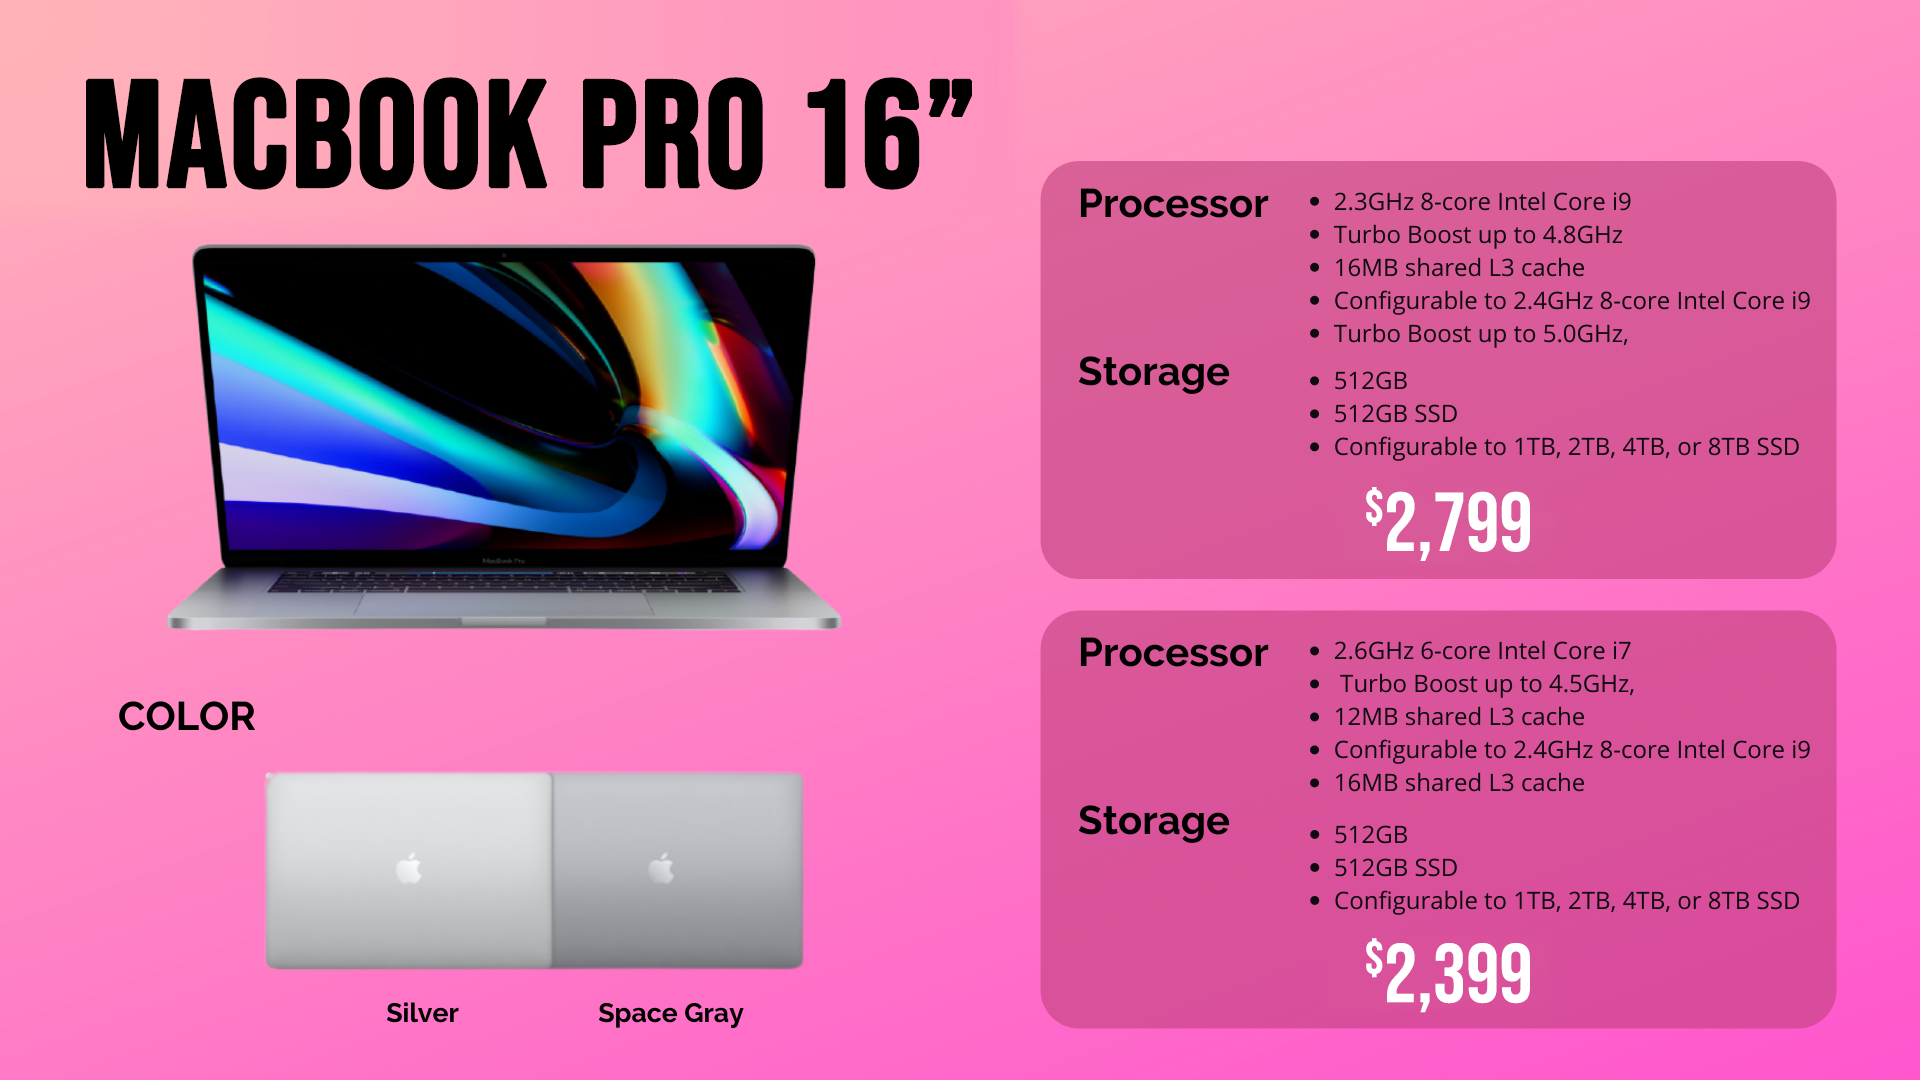 MACBOOK PRO 16”
MacBook Pro
COLOR
Silver
Space Gray
Processor
• 2.3GHz 8-core Intel Core i9
• Turbo Boost up to 4.8GHz
• 16MB shared L3 cache
• Configurable to 2.4GHz 8-core Intel Core i9
• Turbo Boost up to 5.0GHz,
Storage
• 512GB
• 512GB SSD
• Configurable to 1TB, 2TB, 4TB, or 8TB SSD
$2,799
Processor
• 2.6GHz 6-core Intel Core i7
• Turbo Boost up to 4.5GHz,
• 12MB shared L3 cache
• Configurable to 2.4GHz 8-core Intel Core i9
• 16MB shared L3 cache
Storage
• 512GB
• 512GB SSD
• Configurable to 1TB, 2TB, 4TB, or 8TB SSD
$2,399